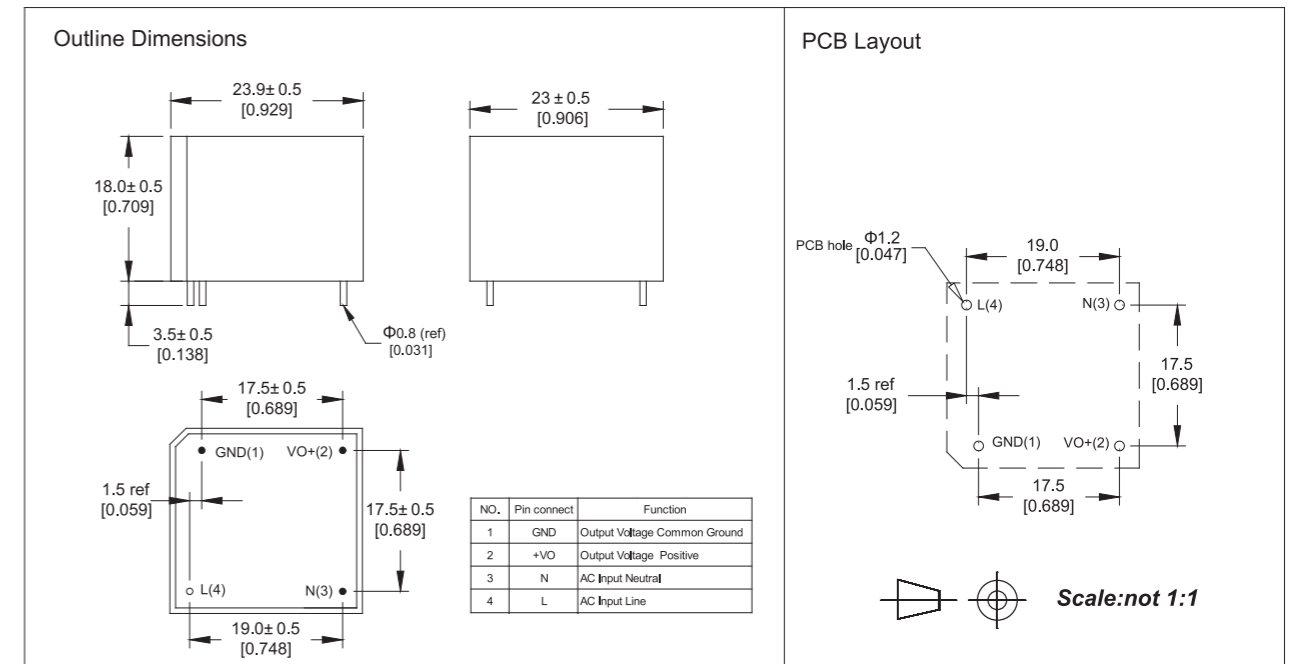 Outline Dimensions
23.9± 0.5
[0.929]
23 ± 0.5
[0.906]
18.0± 0.5
[0.709]
3.5± 0.5
[0.138]
Φ0.8 (ref)
[0.031]
17.5± 0.5
[0.689]
GND(1) VO+(2)
1.5 ref
[0.059]
17.5± 0.5
[0.689]
L(4) N(3)
19.0± 0.5
[0.748]
NO. Pin connect Function
1 GND Output Voltage Common Ground
2 +VO Output Voltage Positive
3 N AC Input Neutral
4 L AC Input Line
PCB Layout
PCB hole Φ1.2
[0.047]
19.0
[0.748]
L(4) N(3)
17.5
[0.689]
1.5 ref
[0.059]
GND(1) VO+(2)
17.5
[0.689]
Scale:not 1:1